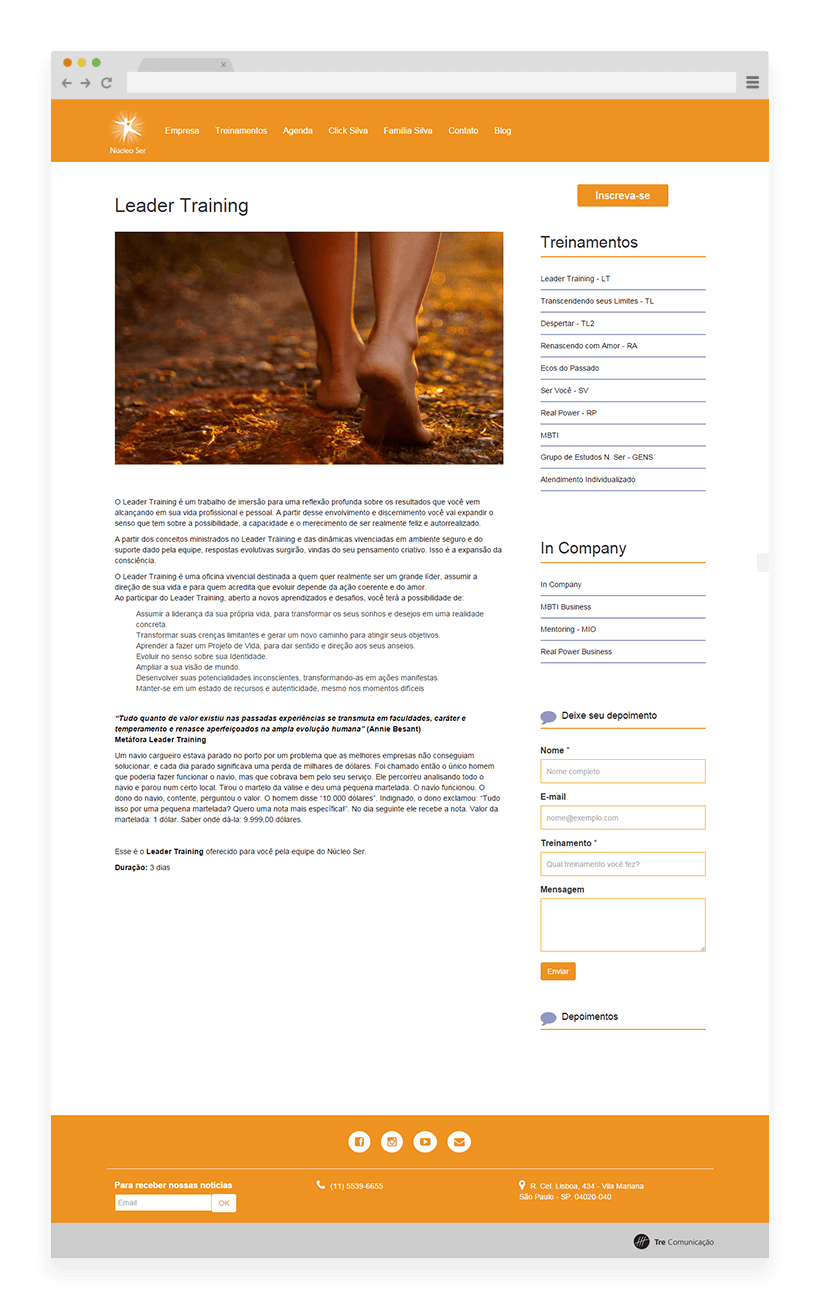 Núcleo Ser
Empresa Treinamentos Agenda Click Silva Família Silva Contato Blog
Leader Training
O Leader Training é um trabalho de imersão para uma reflexão profunda sobre os resultados que você vem
alcançando em sua vida profissional e pessoal. A partir desse envolvimento e discernimento você vai expandir o
senso que tem sobre a possibilidade, a capacidade e o merecimento de ser realmente feliz e autorrealizado.
A partir dos conceitos ministrados no Leader Training e das dinâmicas vivenciadas em ambiente seguro e do
suporte dado pela equipe, respostas evolutivas surgirão, vindas do seu pensamento criativo. Isso é a expansão da
consciência.
O Leader Training é uma oficina vivencial destinada a quem quer realmente ser um grande líder, assumir a
direção de sua vida e para quem acredita que evoluir depende da ação coerente e do amor.
Ao participar do Leader Training, aberto a novos aprendizados e desafios, você terá a possibilidade de:
Assumir a liderança da sua própria vida, para transformar os seus sonhos e desejos em uma realidade
concreta.
Transformar suas crenças limitantes e gerar um novo caminho para atingir seus objetivos.
Aprender a fazer um Projeto de Vida, para dar sentido e direção aos seus anseios.
Evoluir no senso sobre sua Identidade.
Ampliar a sua visão de mundo.
Desenvolver suas potencialidades inconscientes, transformando-as em ações manifestas.
Manter-se em um estado de recursos e autenticidade, mesmo nos momentos difíceis
“Tudo quanto de valor existiu nas passadas experiências se transmuta em faculdades, caráter e
temperamento e renasce aperfeiçoados na ampla evolução humana” (Annie Besant)
Metáfora Leader Training
Um navio cargueiro estava parado no porto por um problema que as melhores empresas não conseguiam
solucionar, e cada dia parado significava uma perda de milhares de dólares. Foi chamado então o único homem
que poderia fazer funcionar o navio, mas que cobrava bem pelo seu serviço. Ele percorreu analisando todo o
navio e parou num certo local. Tirou o martelo da valise e deu uma pequena martelada. O navio funcionou. O
dono do navio, contente, perguntou o valor. O homem disse “10.000 dólares”. Indignado, o dono exclamou: “Tudo
isso por uma pequena martelada? Quero uma nota mais específica!”. No dia seguinte ele recebe a nota. Valor da
martelada: 1 dólar. Saber onde dá-la: 9.999,00 dólares.
Esse é o Leader Training oferecido para você pela equipe do Núcleo Ser.
Duração: 3 dias
Inscreva-se
Treinamentos
Leader Training - LT
Transcendendo seus Limites - TL
Despertar - TL2
Renascendo com Amor - RA
Ecos do Passado
Ser Você - SV
Real Power - RP
MBTI
Grupo de Estudos N. Ser - GENS
Atendimento Individualizado
In Company
In Company
MBTI Business
Mentoring - MIO
Real Power Business
Deixe seu depoimento
Nome *
Nome completo
E-mail
nome@exemplo.com
Treinamento *
Qual treinamento você fez?
Mensagem
Enviar
Depoimentos
Para receber nossas notícias
Email OK
(11) 5539-6655
R. Cel. Lisboa, 434 - Vila Mariana
São Paulo - SP, 04020-040
Tre Comunicação